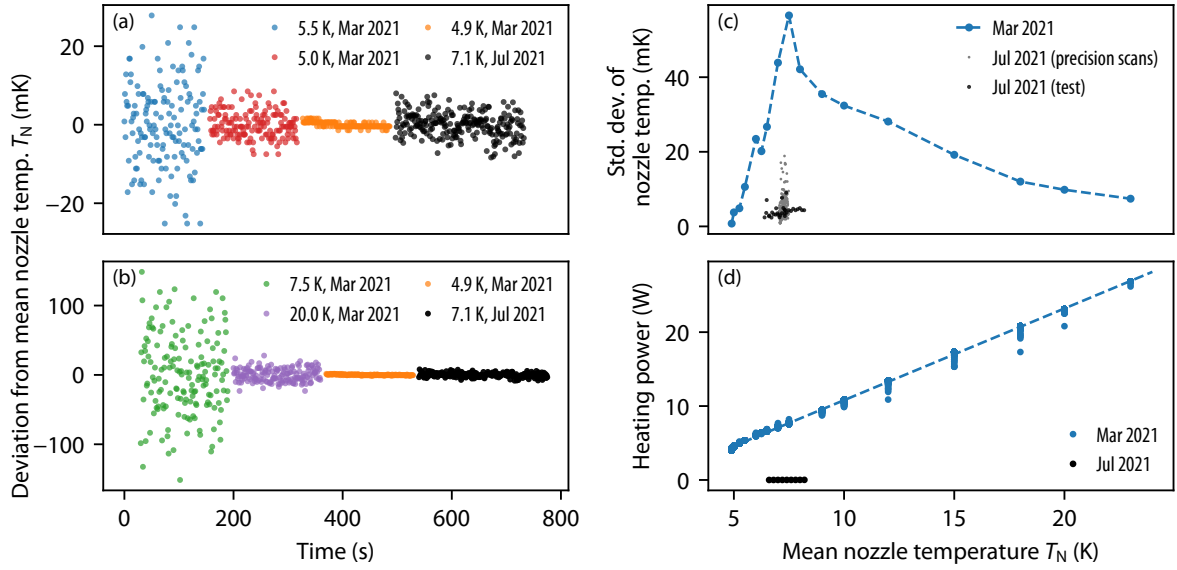 Deviation from mean nozzle temp. T_N (mK)
(a)
5.5 K, Mar 2021
4.9 K, Mar 2021
5.0 K, Mar 2021
7.1 K, Jul 2021
20
0
−20
(b)
7.5 K, Mar 2021
4.9 K, Mar 2021
20.0 K, Mar 2021
7.1 K, Jul 2021
100
0
−100
0
200
400
600
800
Time (s)
Std. dev. of
nozzle temp. (mK)
(c)
Mar 2021
Jul 2021 (precision scans)
Jul 2021 (test)
40
20
0
Heating power (W)
(d)
20
10
0
Mar 2021
Jul 2021
5
10
15
20
Mean nozzle temperature T_N (K)